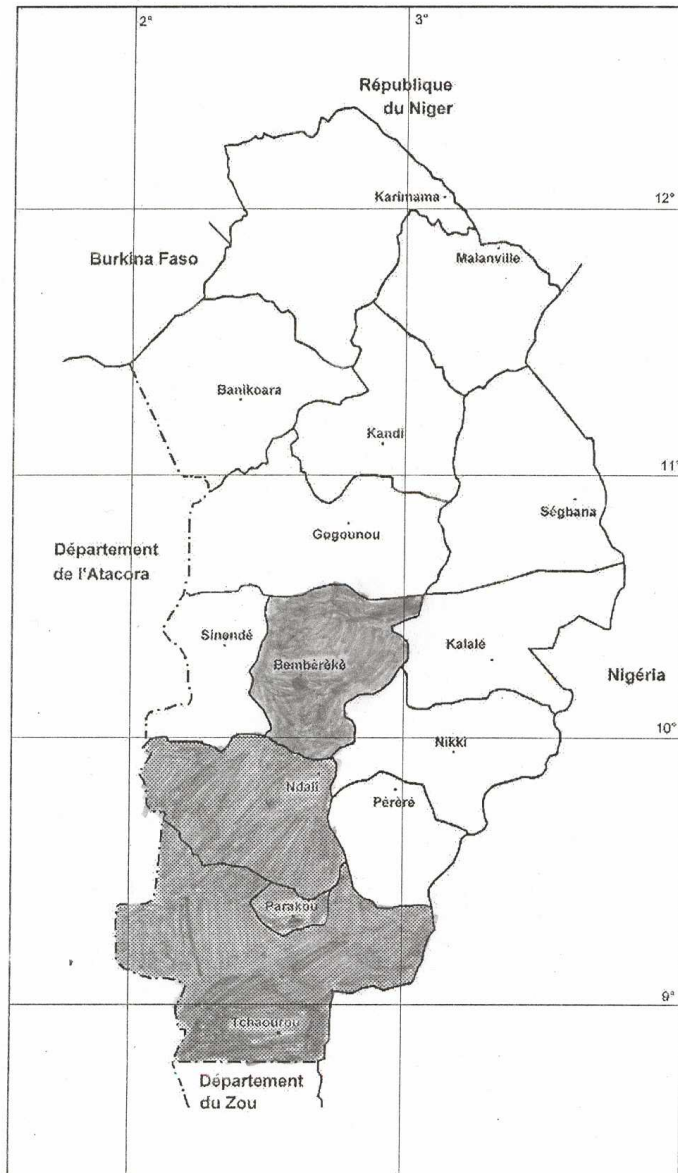 2°
3°
République
du Niger
Karimama
12°
Burkina Faso
Malanville
Banikoara
Kandi
11°
Ségbana
Gogounou
Département
de l'Atacora
Sinendé
Kalalé
Bembèrèkè
Nigéria
10°
Nikki
Ndali
Pèrèrè
Parakou
9°
Tchaourou
Département
du Zou